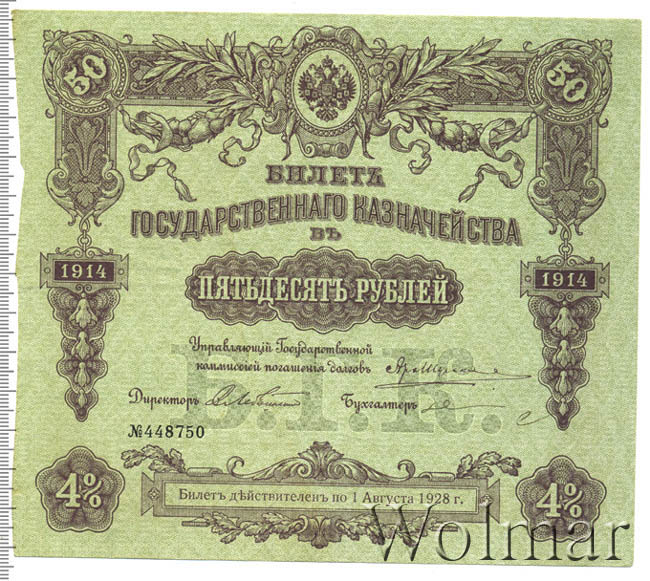 50 50
БИЛЕТЪ
ГОСУДАРСТВЕННАГО КАЗНАЧЕЙСТВА
ВЪ
1914 1914
ПЯТЬДЕСЯТЪ РУБЛЕЙ
Управляющій Государственной
коммиссіей погашенія долговъ
Б.Г.К.
Директоръ Бухгалтеръ
№448750
4% 4%
Билетъ дѣйствителенъ по 1 Августа 1928 г.
Wolmar